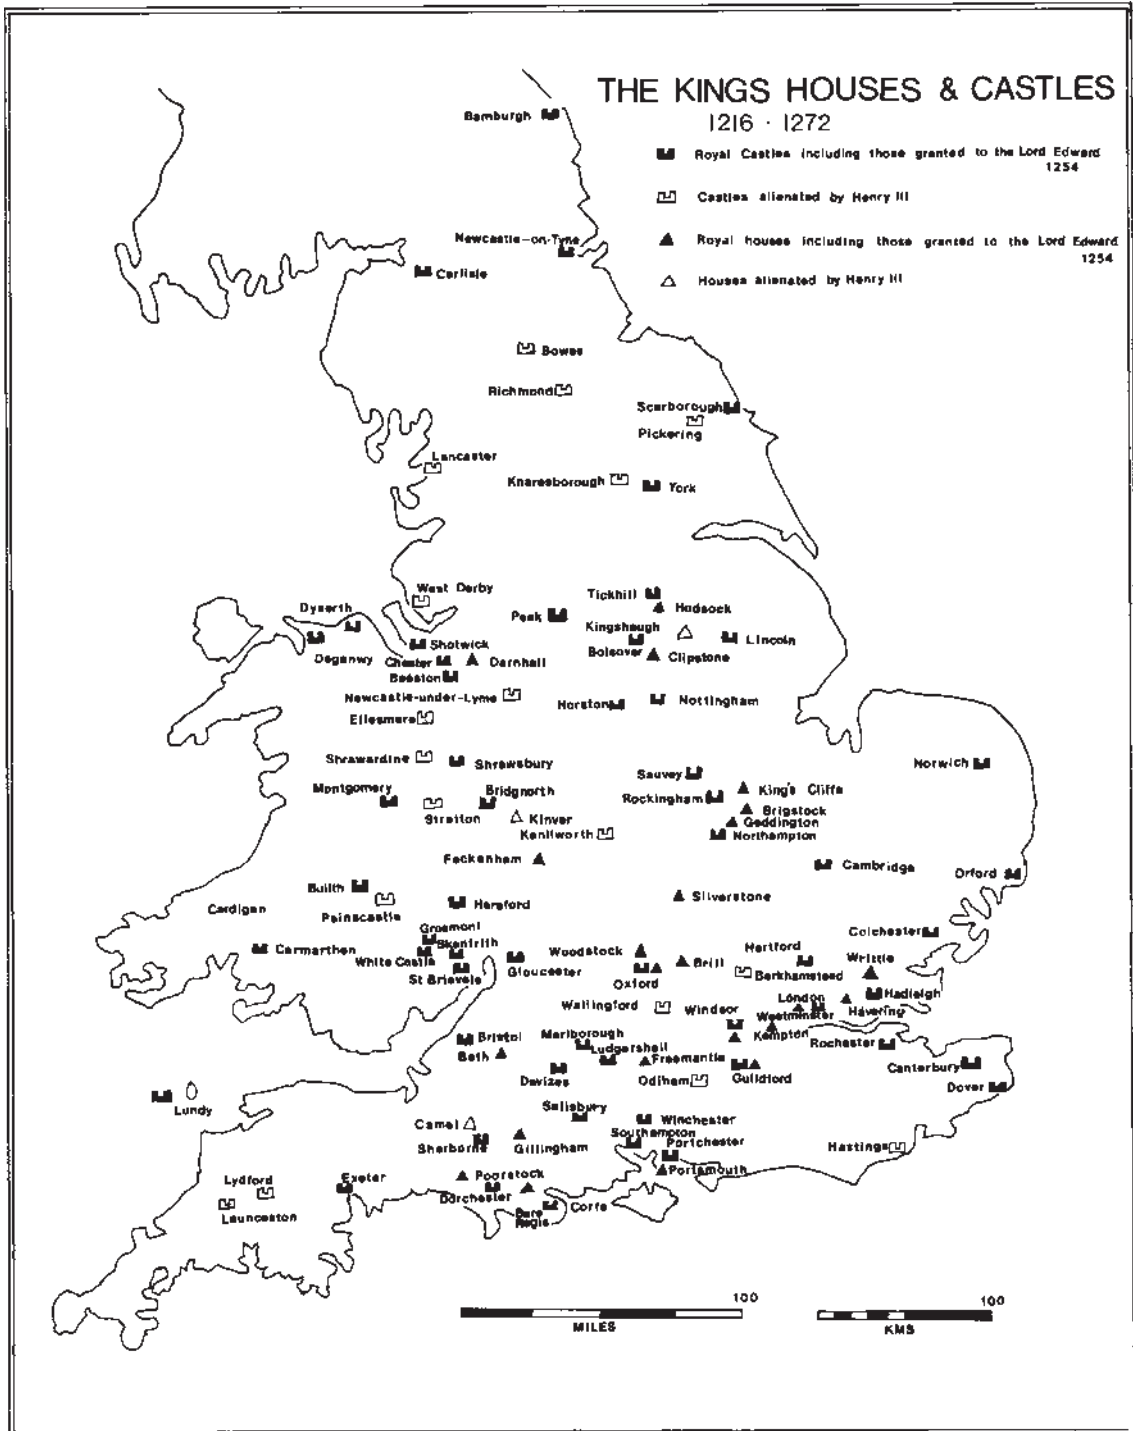 THE KINGS HOUSES & CASTLES
1216 · 1272
Royal Castles including those granted to the Lord Edward
1254
Castles alienated by Henry III
Royal houses including those granted to the Lord Edward
1254
Houses alienated by Henry III
Bamburgh
Newcastle-on-Tyne
Carlisle
Bowes
Richmond
Scarborough
Pickering
Lancaster
Knaresborough
York
West Derby
Tickhill
Hodsock
Dyserth
Peak
Kingshaugh
Lincoln
Shotwick
Bolsover
Clipstone
Deganwy
Chester
Darnhall
Beeston
Newcastle-under-Lyme
Horston
Nottingham
Ellesmere
Shrawardine
Shrewsbury
Norwich
Sauvey
Montgomery
Bridgnorth
Rockingham
King's Cliffe
Stretton
Kinver
Brigstock
Geddington
Kenilworth
Northampton
Feckenham
Cambridge
Orford
Builth
Silverstone
Cardigan
Painscastle
Hereford
Grosmont
Colchester
Skenfrith
Carmarthen
Woodstock
Hertford
Writtle
White Castle
Brill
Gloucester
Berkhamstead
St Briavels
Oxford
Hadleigh
London
Wallingford
Windsor
Havering
Westminster
Bristol
Marlborough
Kempton
Rochester
Ludgershall
Bath
Freemantle
Canterbury
Devizes
Odiham
Guildford
Dover
Lundy
Salisbury
Camel
Winchester
Southampton
Sherborne
Gillingham
Portchester
Hastings
Portsmouth
Lydford
Exeter
Poorstock
Dorchester
Launceston
Bere
Regis
Corfe
100
MILES
100
KMS